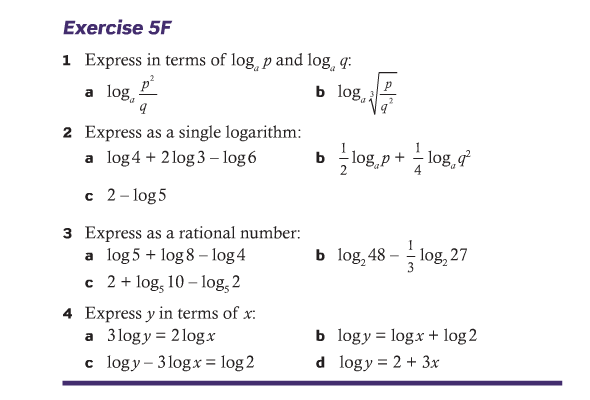 Exercise 5F
1 Express in terms of logₐ p and logₐ q:
a logₐ p²/q b logₐ ∛(p/q²)
2 Express as a single logarithm:
a log 4 + 2 log 3 – log 6 b 1/2 logₐ p + 1/4 logₐ q²
c 2 – log 5
3 Express as a rational number:
a log 5 + log 8 – log 4 b log₂ 48 – 1/3 log₂ 27
c 2 + log₅ 10 – log₅ 2
4 Express y in terms of x:
a 3 log y = 2 log x b log y = log x + log 2
c log y – 3 log x = log 2 d log y = 2 + 3x